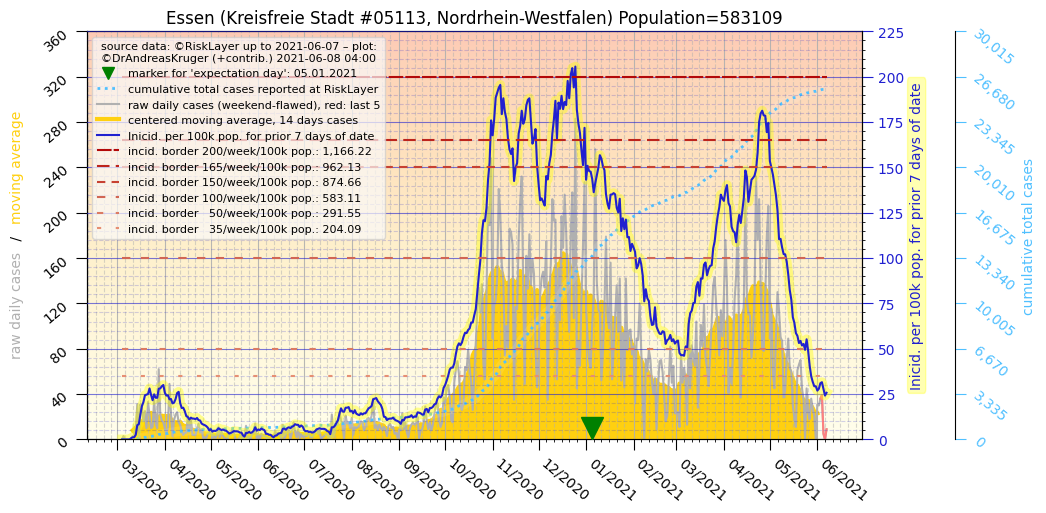 Essen (Kreisfreie Stadt #05113, Nordrhein-Westfalen) Population=583109
source data: ©RiskLayer up to 2021-06-07 – plot:
©DrAndreasKruger (+contrib.) 2021-06-08 04:00
marker for 'expectation day': 05.01.2021
cumulative total cases reported at RiskLayer
raw daily cases (weekend-flawed), red: last 5
centered moving average, 14 days cases
Inicid. per 100k pop. for prior 7 days of date
incid. border 200/week/100k pop.: 1,166.22
incid. border 165/week/100k pop.: 962.13
incid. border 150/week/100k pop.: 874.66
incid. border 100/week/100k pop.: 583.11
incid. border 50/week/100k pop.: 291.55
incid. border 35/week/100k pop.: 204.09
raw daily cases / moving average
360
320
280
240
200
160
120
80
40
0
225
200
175
150
125
100
75
50
25
0
Inicid. per 100k pop. for prior 7 days of date
30,015
26,680
23,345
20,010
16,675
13,340
10,005
6,670
3,335
0
cumulative total cases
03/2020
04/2020
05/2020
06/2020
07/2020
08/2020
09/2020
10/2020
11/2020
12/2020
01/2021
02/2021
03/2021
04/2021
05/2021
06/2021